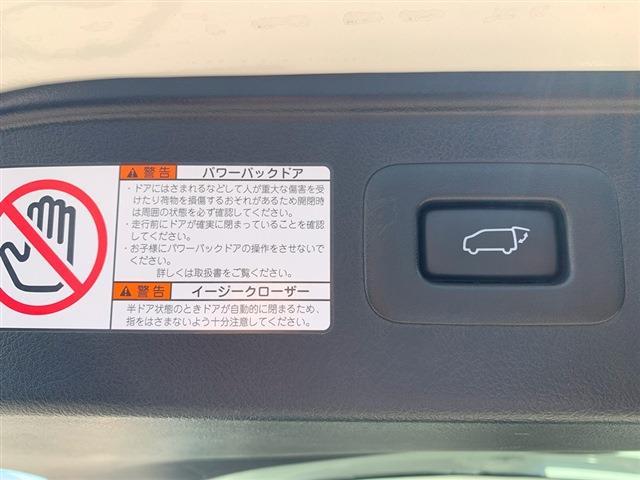 警告 パワーバックドア
・ドアにはさまれるなどして人が重大な傷害を受
けたり荷物を損傷するおそれがあるため開閉時
は周囲の状態を必ず確認してください。
・走行前にドアが確実に閉まっていることを確認
してください。
・お子様にパワーバックドアの操作をさせないで
ください。
詳しくは取扱書をご覧ください。
警告 イージークローザー
半ドア状態のときドアが自動的に閉まるため、
指をはさまないよう十分注意してください。